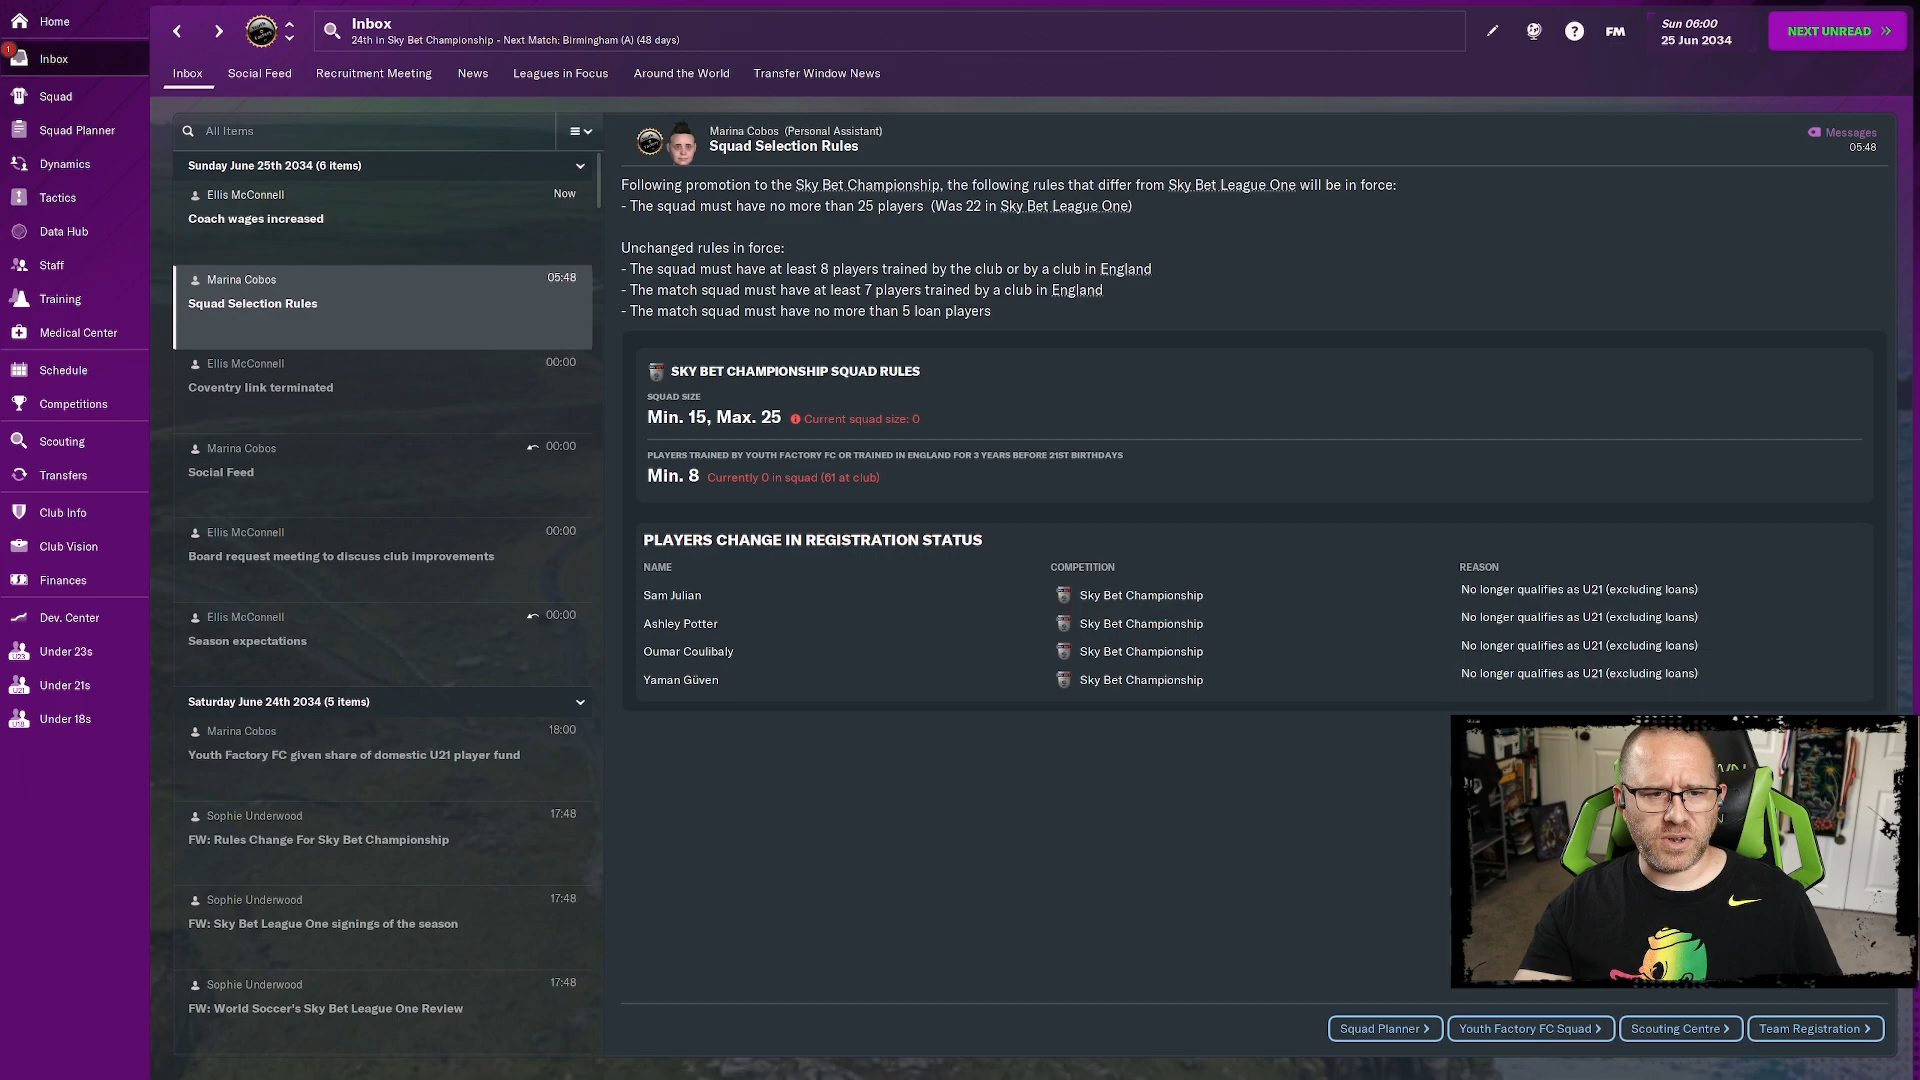 Home
1
Inbox
Squad
Squad Planner
Dynamics
Tactics
Data Hub
Staff
Training
Medical Center
Schedule
Competitions
Scouting
Transfers
Club Info
Club Vision
Finances
Dev. Center
U23
Under 23s
U21
Under 21s
U18
Under 18s
Inbox
24th in Sky Bet Championship - Next Match: Birmingham (A) (48 days)
?
FM
Sun 06:00
25 Jun 2034
NEXT UNREAD
Inbox
Social Feed
Recruitment Meeting
News
Leagues in Focus
Around the World
Transfer Window News
All Items
Sunday June 25th 2034 (6 items)
Ellis McConnell
Now
Coach wages increased
Marina Cobos
05:48
Squad Selection Rules
Ellis McConnell
00:00
Coventry link terminated
Marina Cobos
00:00
Social Feed
Ellis McConnell
00:00
Board request meeting to discuss club improvements
Ellis McConnell
00:00
Season expectations
Saturday June 24th 2034 (5 items)
Marina Cobos
18:00
Youth Factory FC given share of domestic U21 player fund
Sophie Underwood
17:48
FW: Rules Change For Sky Bet Championship
Sophie Underwood
17:48
FW: Sky Bet League One signings of the season
Sophie Underwood
17:48
FW: World Soccer's Sky Bet League One Review
Marina Cobos (Personal Assistant)
Squad Selection Rules
Messages
05:48
Following promotion to the Sky Bet Championship, the following rules that differ from Sky Bet League One will be in force:
- The squad must have no more than 25 players (Was 22 in Sky Bet League One)
Unchanged rules in force:
- The squad must have at least 8 players trained by the club or by a club in England
- The match squad must have at least 7 players trained by a club in England
- The match squad must have no more than 5 loan players
SKY BET CHAMPIONSHIP SQUAD RULES
SQUAD SIZE
Min. 15, Max. 25 Current squad size: 0
PLAYERS TRAINED BY YOUTH FACTORY FC OR TRAINED IN ENGLAND FOR 3 YEARS BEFORE 21ST BIRTHDAYS
Min. 8 Currently 0 in squad (61 at club)
PLAYERS CHANGE IN REGISTRATION STATUS
NAME COMPETITION REASON
Sam Julian Sky Bet Championship No longer qualifies as U21 (excluding loans)
Ashley Potter Sky Bet Championship No longer qualifies as U21 (excluding loans)
Oumar Coulibaly Sky Bet Championship No longer qualifies as U21 (excluding loans)
Yaman Güven Sky Bet Championship No longer qualifies as U21 (excluding loans)
Squad Planner
Youth Factory FC Squad
Scouting Centre
Team Registration